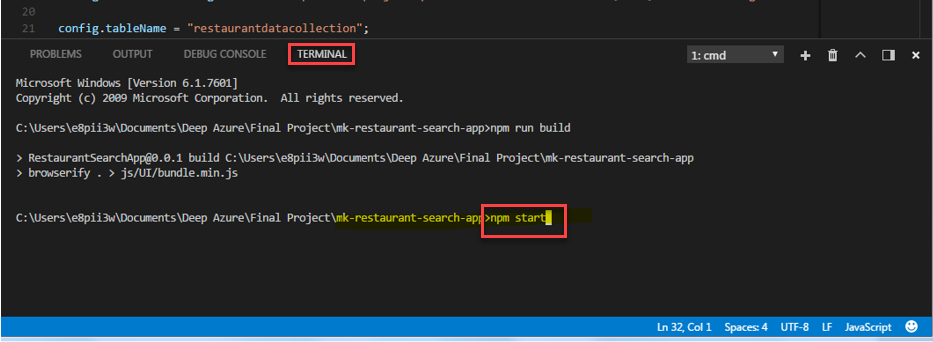 20
21 config.tableName = "restaurantdatacollection";
PROBLEMS OUTPUT DEBUG CONSOLE TERMINAL 1: cmd
Microsoft Windows [Version 6.1.7601]
Copyright (c) 2009 Microsoft Corporation.  All rights reserved.
C:\Users\e8pii3w\Documents\Deep Azure\Final Project\mk-restaurant-search-app>npm run build
> RestaurantSearchApp@0.0.1 build C:\Users\e8pii3w\Documents\Deep Azure\Final Project\mk-restaurant-search-app
> browserify . > js/UI/bundle.min.js
C:\Users\e8pii3w\Documents\Deep Azure\Final Project\mk-restaurant-search-app>npm start
Ln 32, Col 1 Spaces: 4 UTF-8 LF JavaScript